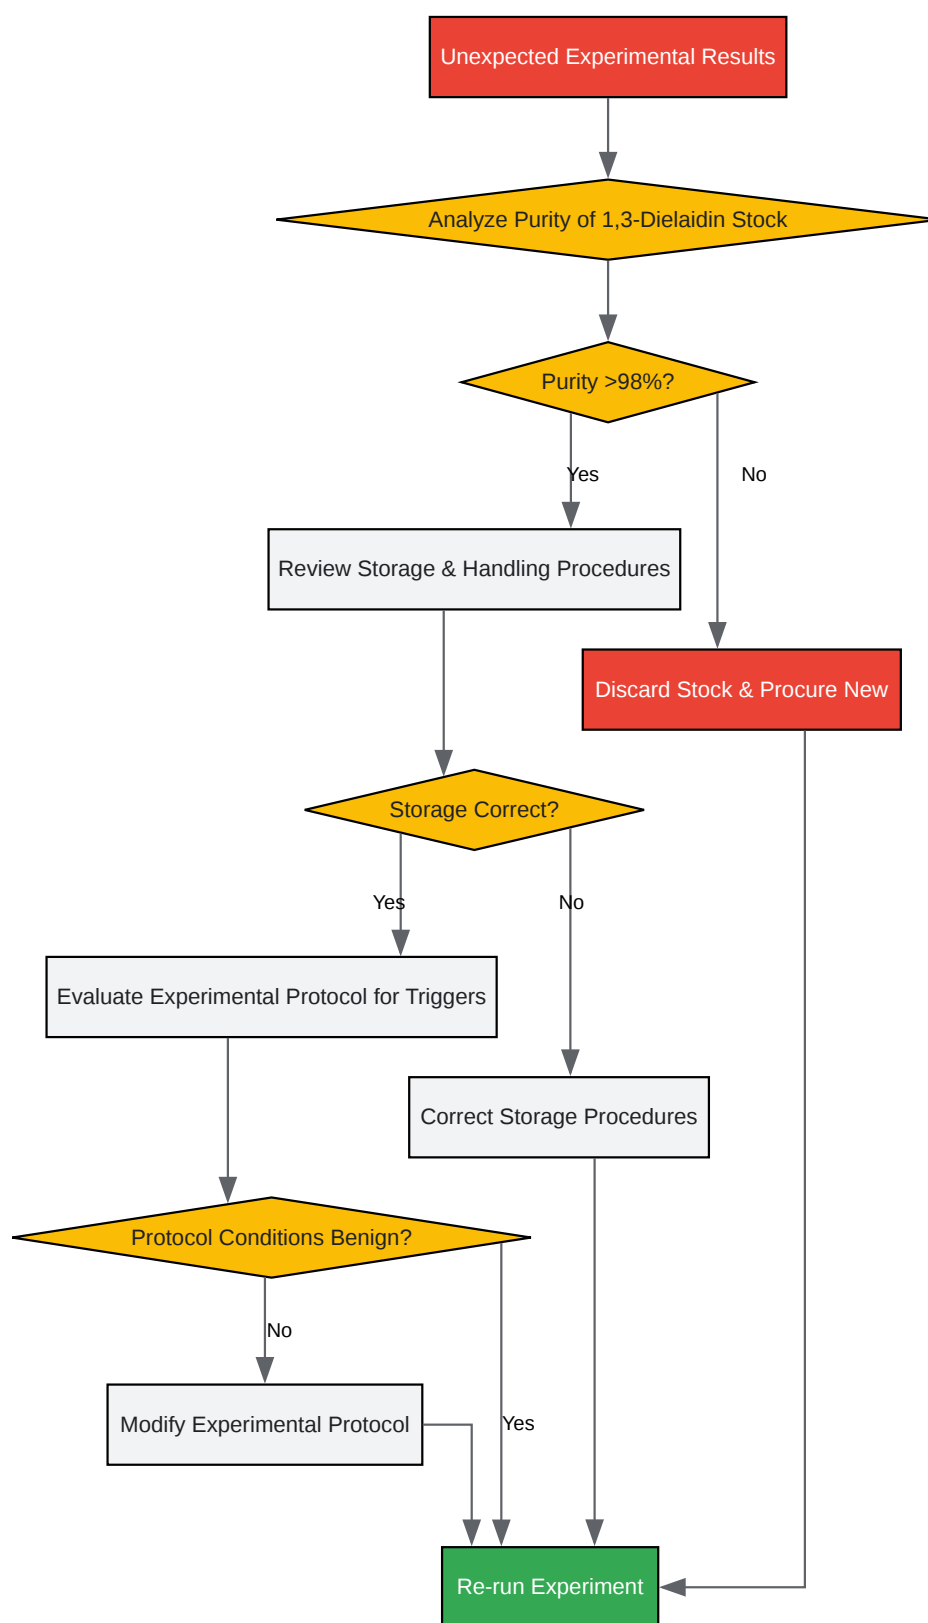 Unexpected Experimental Results
Analyze Purity of 1,3-Dielaidin Stock
Purity >98%?
Yes
No
Review Storage & Handling Procedures
Discard Stock & Procure New
Storage Correct?
Yes
No
Evaluate Experimental Protocol for Triggers
Correct Storage Procedures
Protocol Conditions Benign?
No
Modify Experimental Protocol
Yes
Re-run Experiment